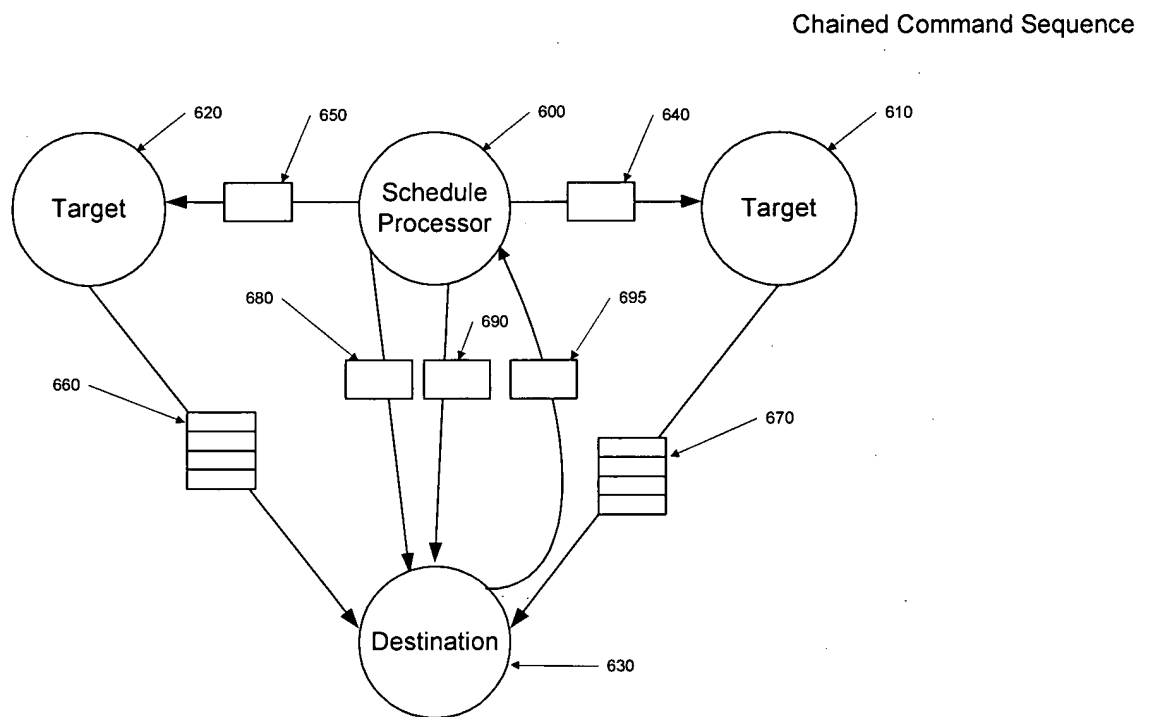 Chained Command Sequence
620
650
600
640
610
Target
Schedule
Processor
Target
680
690
695
660
670
Destination
630